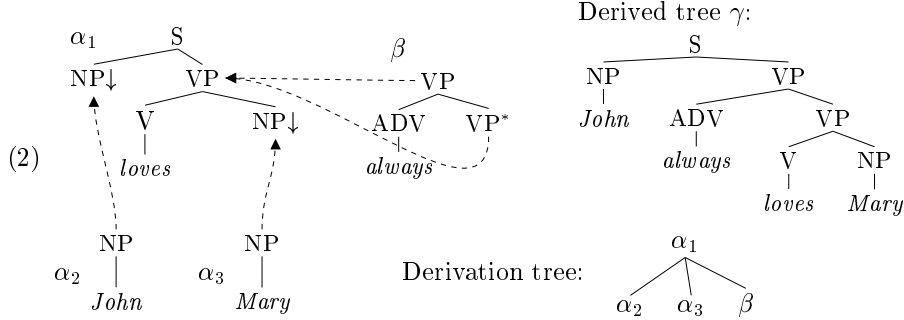 Derived tree γ:
α₁ S β S
NP↓ VP VP NP VP
V NP↓ ADV VP* John ADV VP
(2) loves always always V NP
loves Mary
NP NP α₁
α₂ α₃ Derivation tree:
John Mary α₂ α₃ β